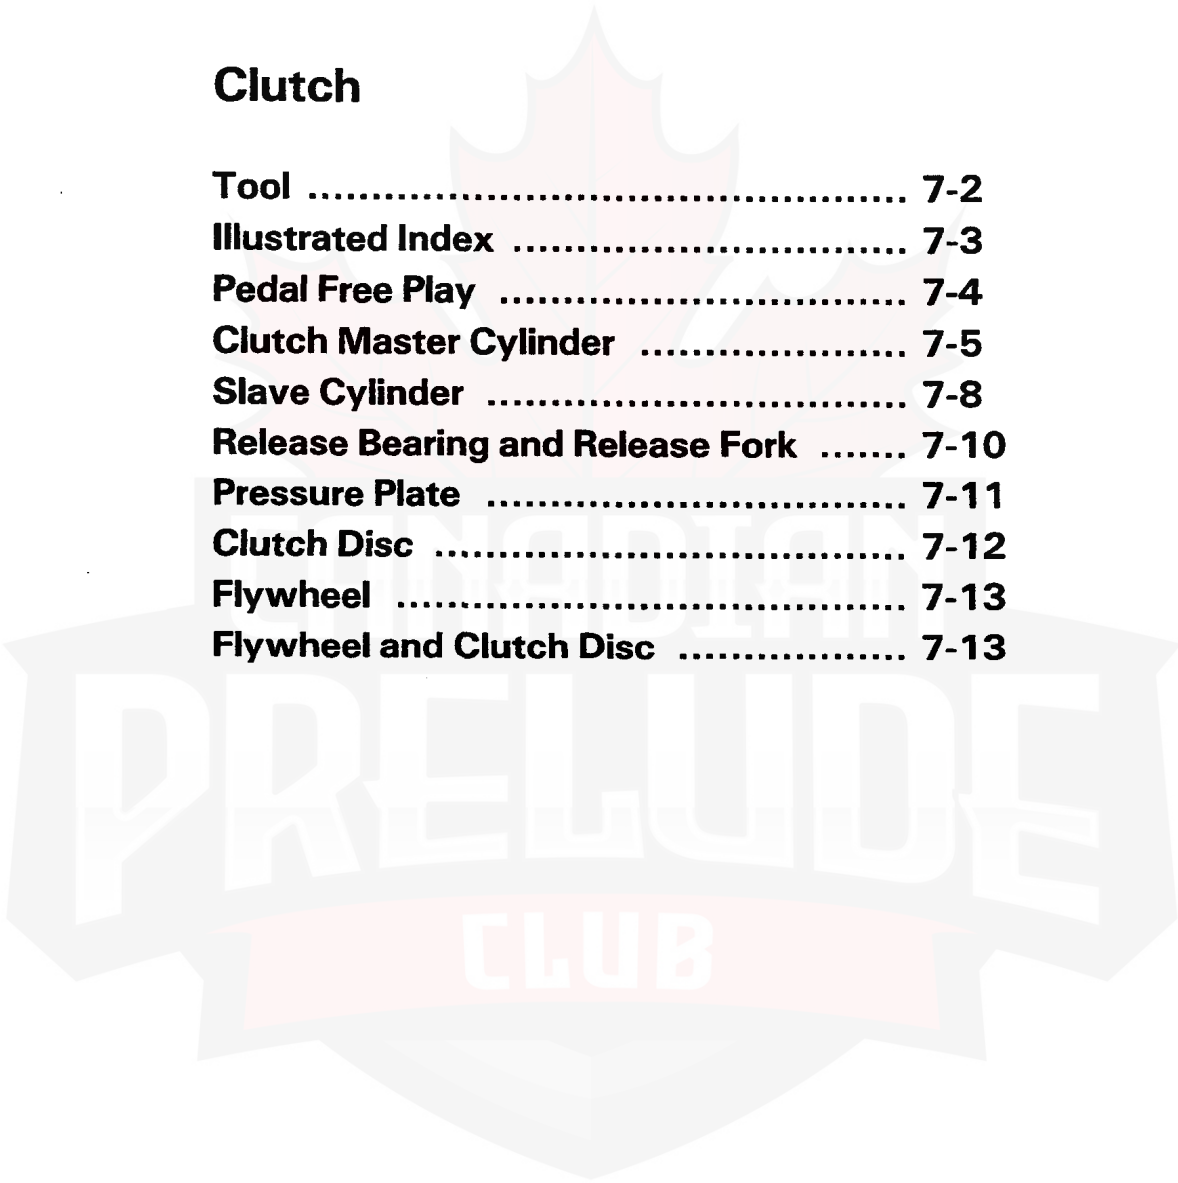 Clutch
Tool ................................................ 7-2
Illustrated Index ............................... 7-3
Pedal Free Play ................................ 7-4
Clutch Master Cylinder ..................... 7-5
Slave Cylinder ................................. 7-8
Release Bearing and Release Fork ....... 7-10
Pressure Plate ................................. 7-11
Clutch Disc ..................................... 7-12
Flywheel ........................................ 7-13
Flywheel and Clutch Disc .................. 7-13
CANADIAN
PRELUDE
CLUB